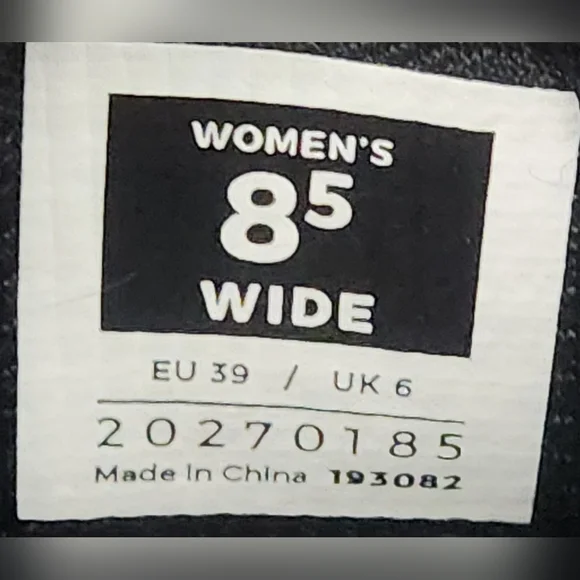 WOMEN'S
8⁵
WIDE
EU 39 / UK 6
20270185
Made In China 193082